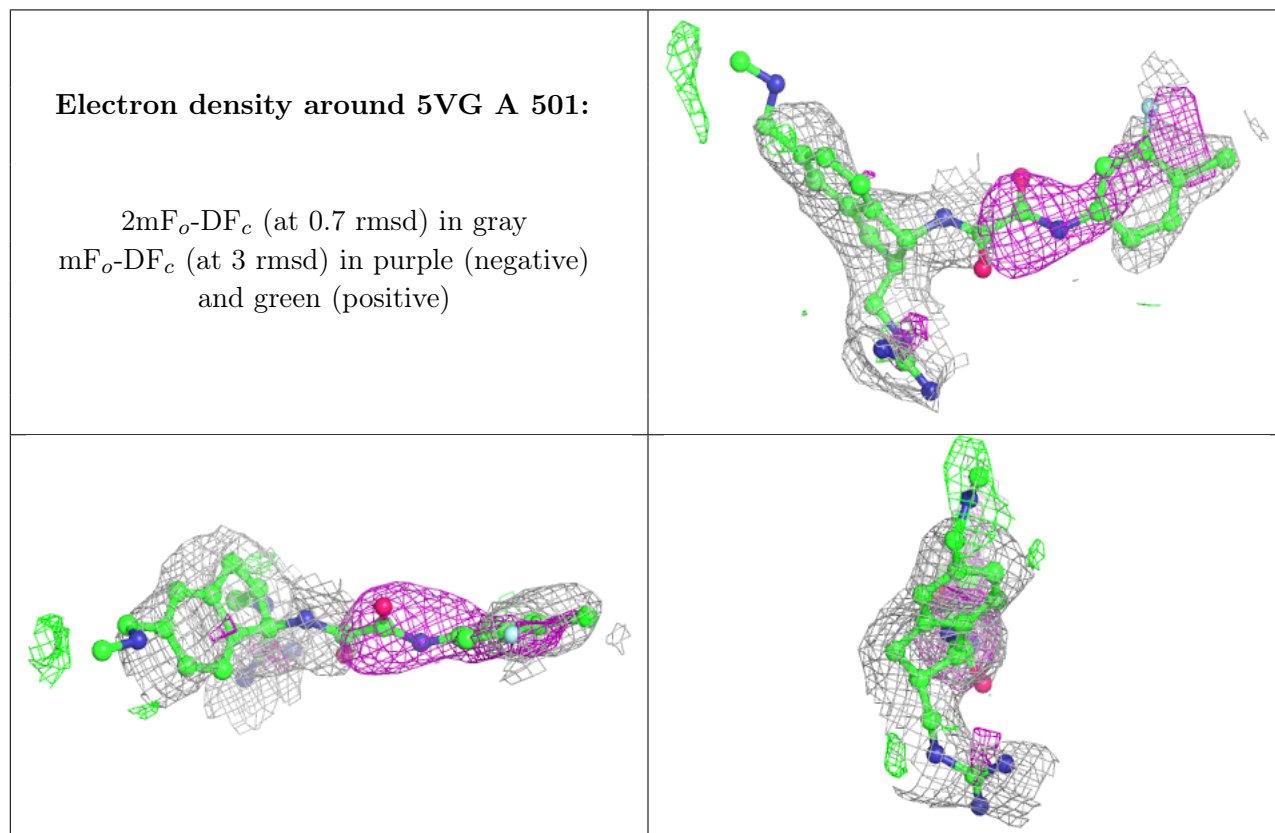 Electron density around 5VG A 501:
2mFo-DFc (at 0.7 rmsd) in gray
mFo-DFc (at 3 rmsd) in purple (negative)
and green (positive)